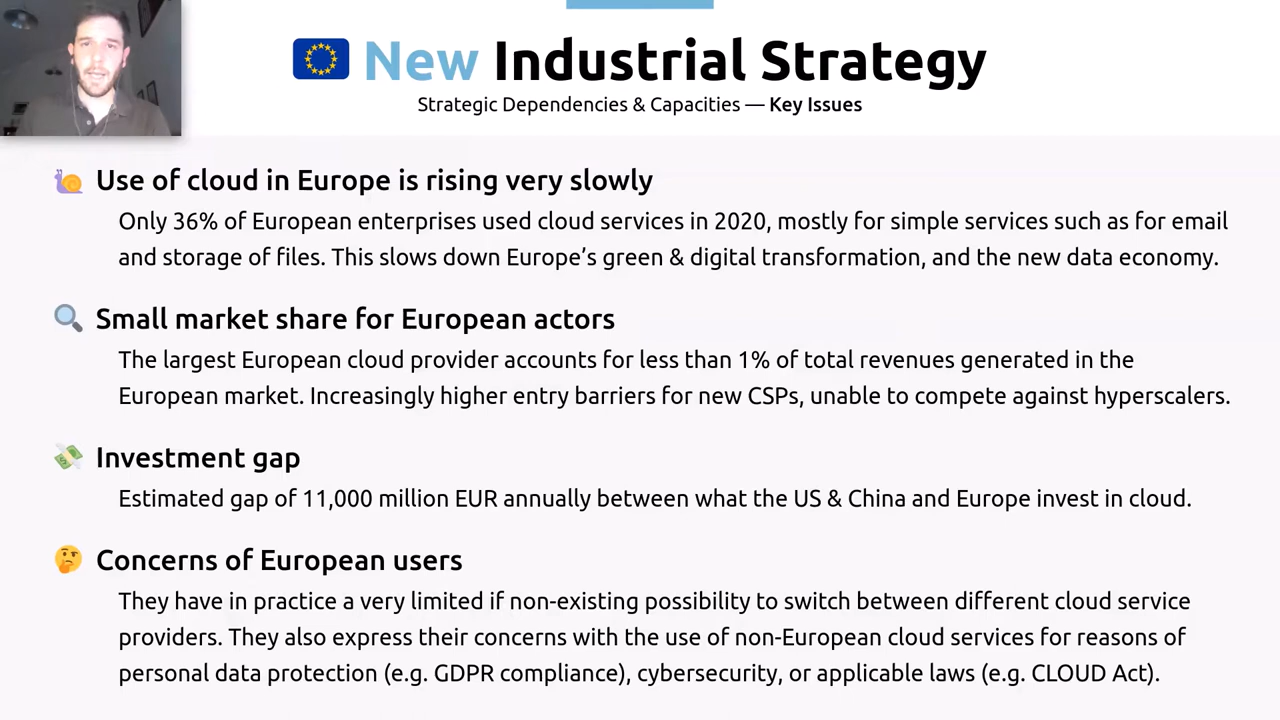 New Industrial Strategy
Strategic Dependencies & Capacities — Key Issues
Use of cloud in Europe is rising very slowly
Only 36% of European enterprises used cloud services in 2020, mostly for simple services such as for email
and storage of files. This slows down Europe’s green & digital transformation, and the new data economy.
Small market share for European actors
The largest European cloud provider accounts for less than 1% of total revenues generated in the
European market. Increasingly higher entry barriers for new CSPs, unable to compete against hyperscalers.
Investment gap
Estimated gap of 11,000 million EUR annually between what the US & China and Europe invest in cloud.
Concerns of European users
They have in practice a very limited if non-existing possibility to switch between different cloud service
providers. They also express their concerns with the use of non-European cloud services for reasons of
personal data protection (e.g. GDPR compliance), cybersecurity, or applicable laws (e.g. CLOUD Act).